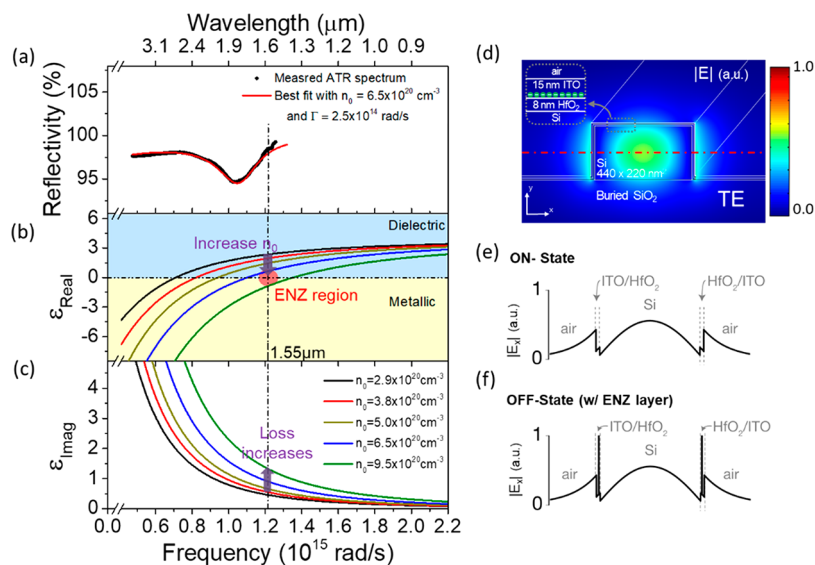 Wavelength (μm)
3.1 2.4 1.9 1.6 1.3 1.2 1.0 0.9
(a)
Reflectivity (%)
105
100
95
Measred ATR spectrum
Best fit with n0 = 6.5x10^20 cm^-3
and Γ = 2.5x10^14 rad/s
(b)
εReal
6
3
0
-3
-6
Dielectric
Increase n0
ENZ region
Metallic
1.55μm
(c)
εImag
4
3
2
1
0
n0=2.9x10^20cm^-3
n0=3.8x10^20cm^-3
n0=5.0x10^20cm^-3
n0=6.5x10^20cm^-3
n0=9.5x10^20cm^-3
Loss
increases
0.0 0.6 0.8 1.0 1.2 1.4 1.6 1.8 2.0 2.2
Frequency (10^15 rad/s)
(d)
air
15 nm ITO
8 nm HfO2
Si
|E| (a.u.)
1.0
0.0
Si
440 x 220 nm
Buried SiO2
TE
y
x
(e)
ON- State
ITO/HfO2
HfO2/ITO
Si
air
air
|Ex| (a.u.)
1
0
(f)
OFF-State (w/ ENZ layer)
ITO/HfO2
HfO2/ITO
Si
air
air
|Ex| (a.u.)
1
0